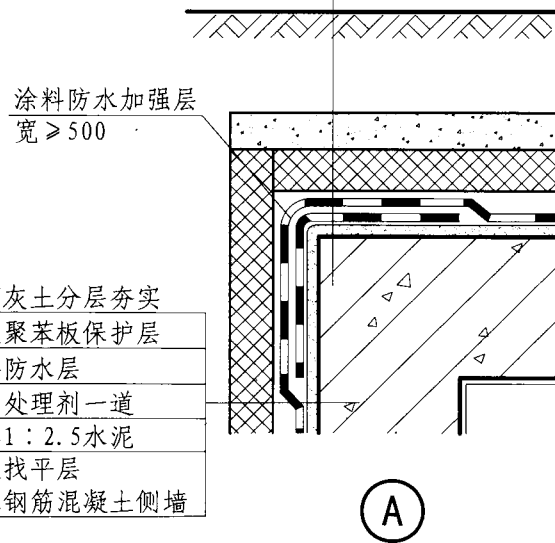 涂料防水加强层
宽≥500
灰土分层夯实
聚苯板保护层
防水层
处理剂一道
1:2.5水泥
找平层
钢筋混凝土侧墙
A